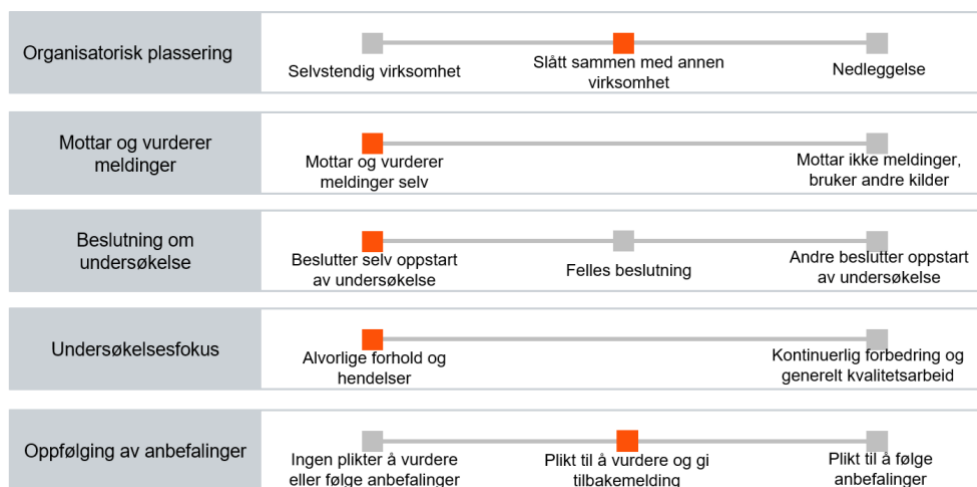 Organisatorisk plassering
Selvstendig virksomhet
Slått sammen med annen
virksomhet
Nedleggelse
Mottar og vurderer
meldinger
Mottar og vurderer
meldinger selv
Mottar ikke meldinger,
bruker andre kilder
Beslutning om
undersøkelse
Beslutter selv oppstart
av undersøkelse
Felles beslutning
Andre beslutter oppstart
av undersøkelse
Undersøkelsesfokus
Alvorlige forhold og
hendelser
Kontinuerlig forbedring og
generelt kvalitetsarbeid
Oppfølging av anbefalinger
Ingen plikter å vurdere
eller følge anbefalinger
Plikt til å vurdere og gi
tilbakemelding
Plikt til å følge
anbefalinger